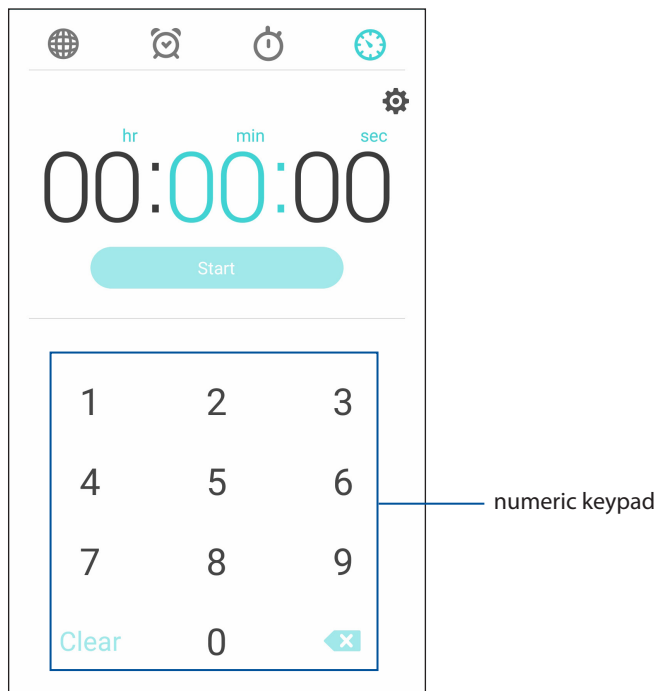 hr min sec
00:00:00
Start
1 2 3
4 5 6
numeric keypad
7 8 9
Clear 0